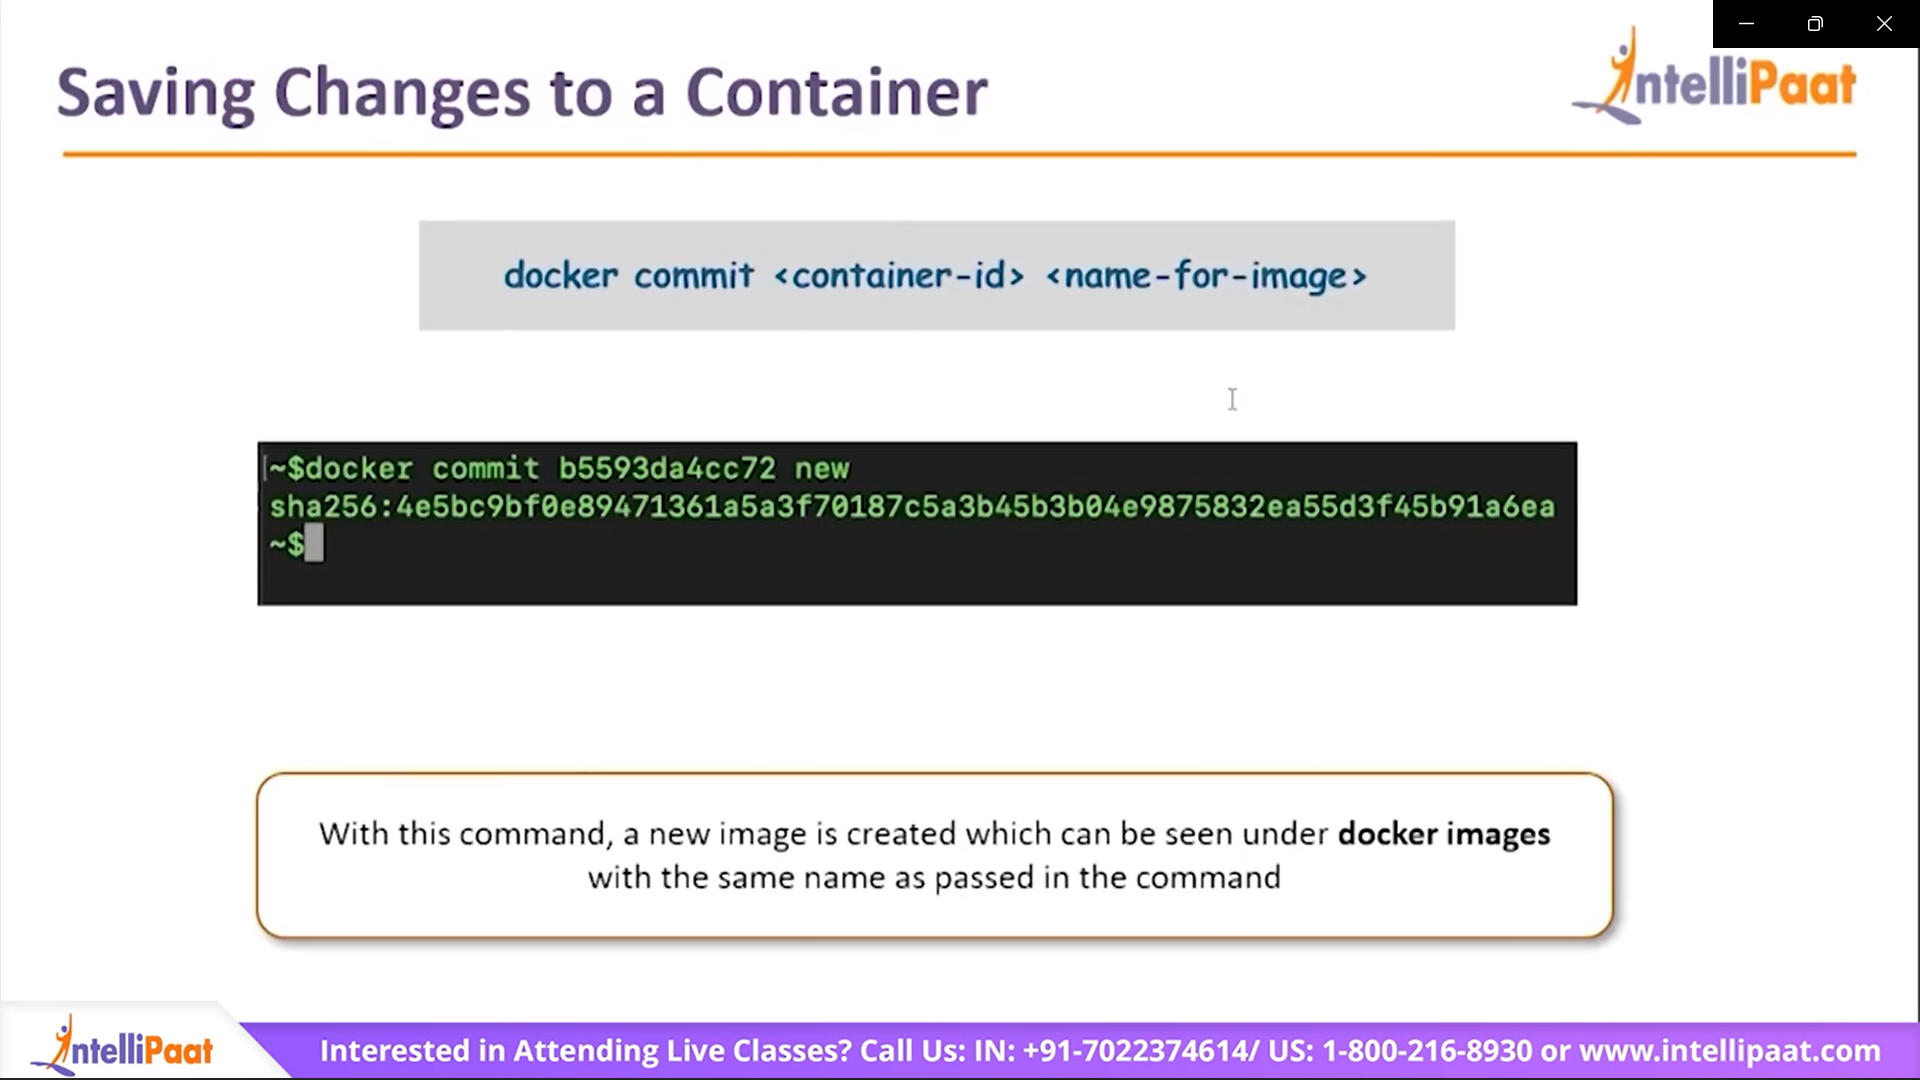 Saving Changes to a Container
IntelliPaat
docker commit <container-id> <name-for-image>
~$docker commit b5593da4cc72 new
sha256:4e5bc9bf0e89471361a5a3f70187c5a3b45b3b04e9875832ea55d3f45b91a6ea
~$
With this command, a new image is created which can be seen under docker images
with the same name as passed in the command
IntelliPaat
Interested in Attending Live Classes? Call Us: IN: +91-7022374614/ US: 1-800-216-8930 or www.intellipaat.com